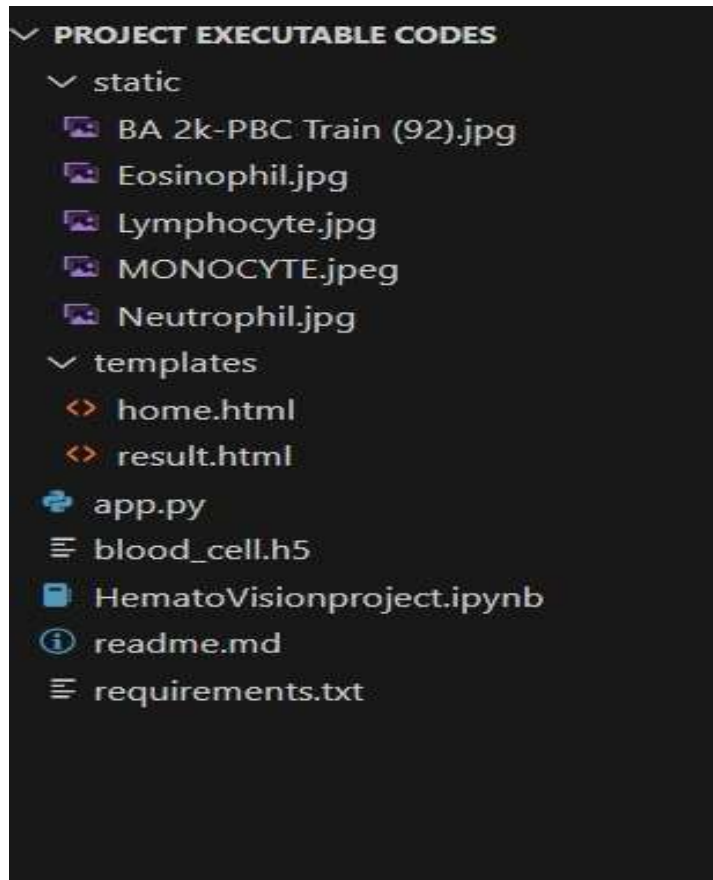 PROJECT EXECUTABLE CODES
static
BA 2k-PBC Train (92).jpg
Eosinophil.jpg
Lymphocyte.jpg
MONOCYTE.jpeg
Neutrophil.jpg
templates
home.html
result.html
app.py
blood_cell.h5
HematoVisionproject.ipynb
readme.md
requirements.txt